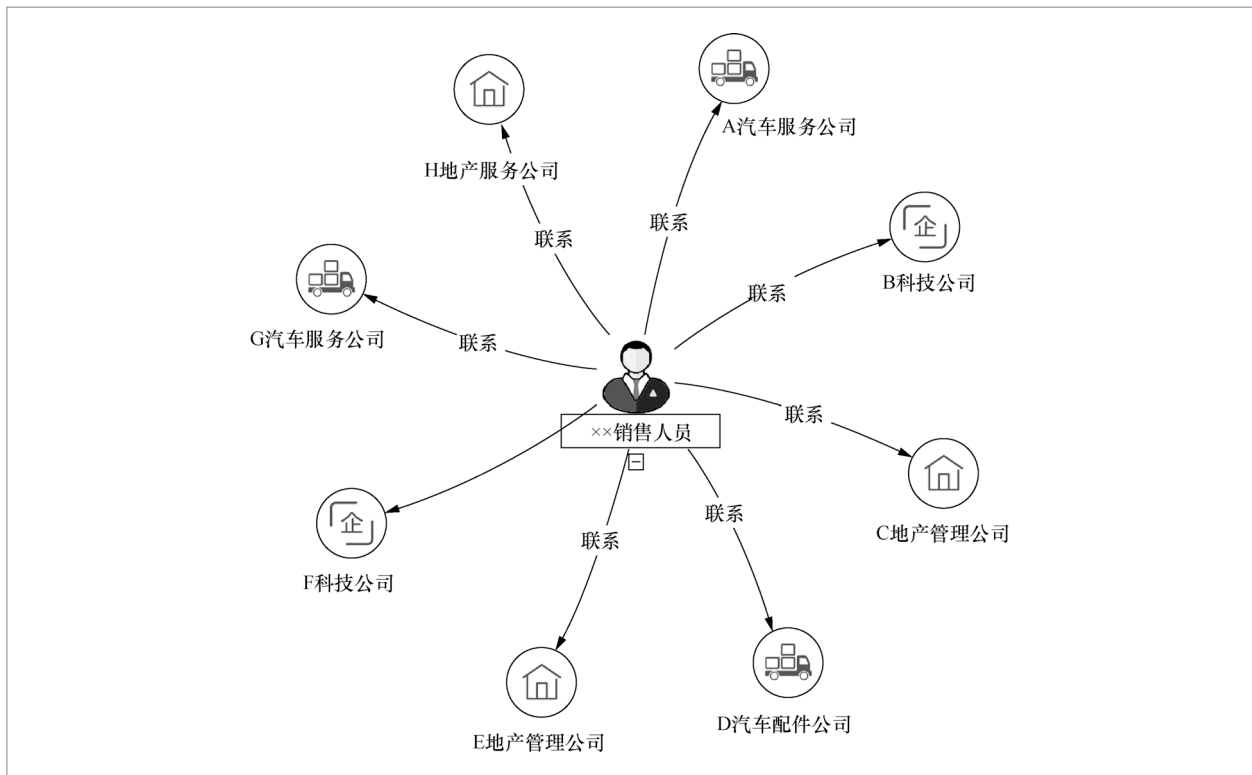 A汽车服务公司
H地产服务公司
联系
联系
企
B科技公司
联系
G汽车服务公司
联系
联系
××销售人员
C地产管理公司
联系
企
联系
F科技公司
D汽车配件公司
E地产管理公司